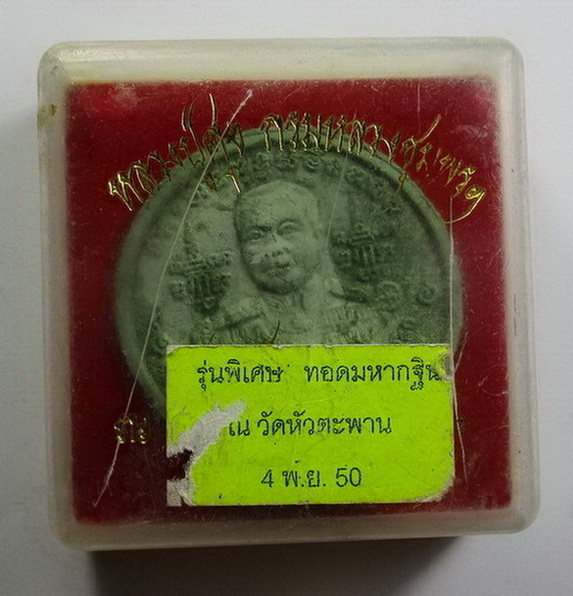 หลวงปู่ศุข กรมหลวงชุมพรฯ
รุ่นพิเศษ ทอดมหากฐิน
ณ วัดหัวตะพาน
4 พ.ย. 50